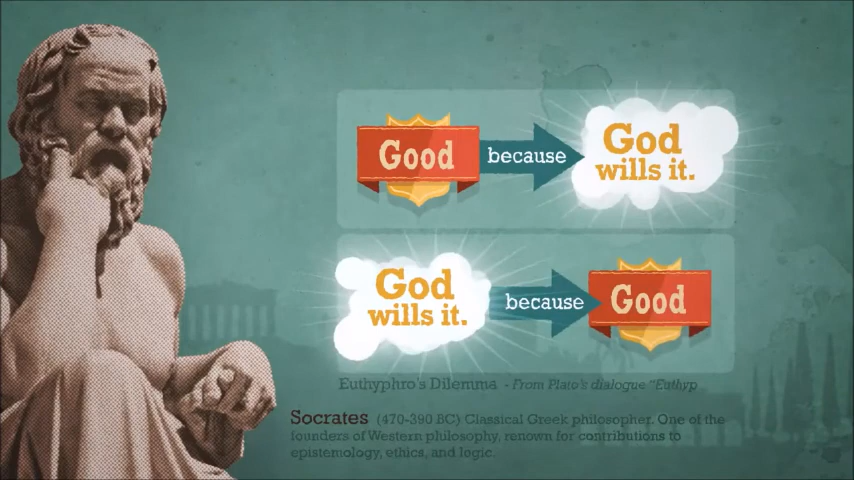 Good because God
wills it.
God
wills it. because Good
Euthyphro's Dilemma - From Plato's dialogue "Euthyp
Socrates (470-390 BC) Classical Greek philosopher. One of the
founders of Western philosophy, renown for contributions to
epistemology, ethics, and logic.